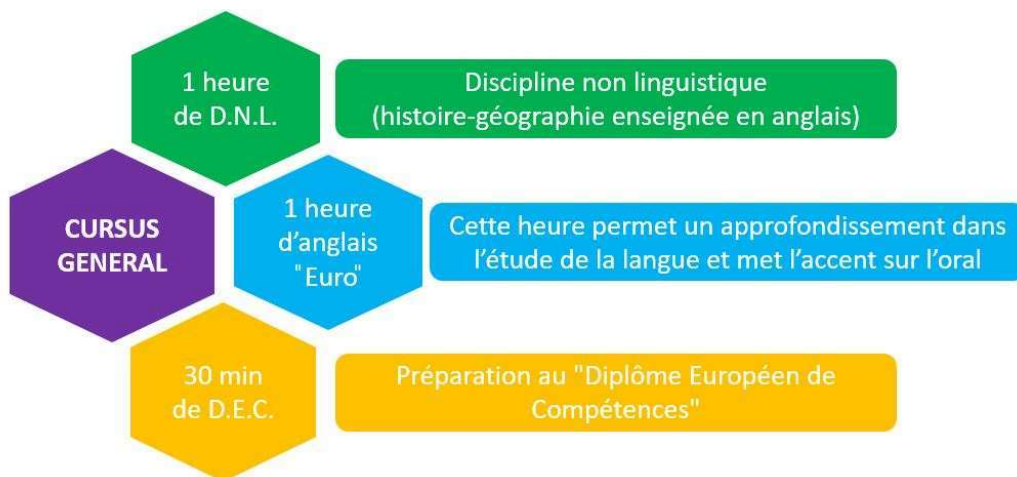 1 heure
de D.N.L.
Discipline non linguistique
(histoire-géographie enseignée en anglais)
CURSUS
GENERAL
1 heure
d'anglais
"Euro"
Cette heure permet un approfondissement dans
l'étude de la langue et met l'accent sur l'oral
30 min
de D.E.C.
Préparation au "Diplôme Européen de
Compétences"